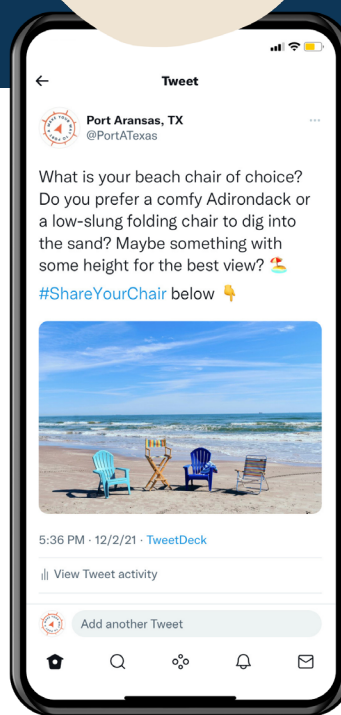 Tweet
Port Aransas, TX
@PortATexas
What is your beach chair of choice?
Do you prefer a comfy Adirondack or
a low-slung folding chair to dig into
the sand? Maybe something with
some height for the best view? 🏖️
#ShareYourChair below 👇
5:36 PM · 12/2/21 · TweetDeck
View Tweet activity
Add another Tweet